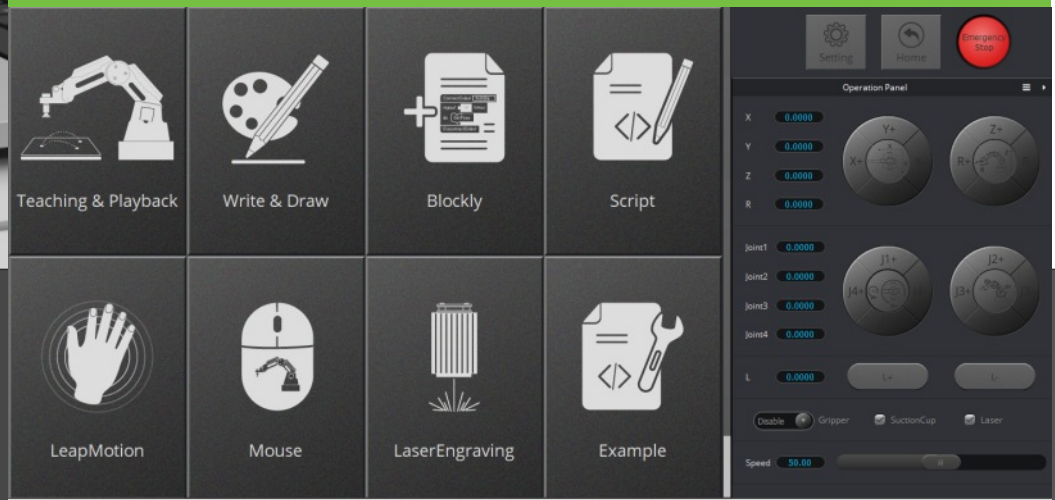 Teaching & Playback
Write & Draw
Blockly
Script
LeapMotion
Mouse
LaserEngraving
Example
Setting
Home
Emergency
Stop
Operation Panel
X 0.0000
Y 0.0000
Z 0.0000
R 0.0000
Y+
X+
Z+
R+
Joint1 0.0000
Joint2 0.0000
Joint3 0.0000
Joint4 0.0000
J1+
J4+
J2+
J3+
L 0.0000
L+
L-
Disable Gripper
SuctionCup
Laser
Speed 50.00